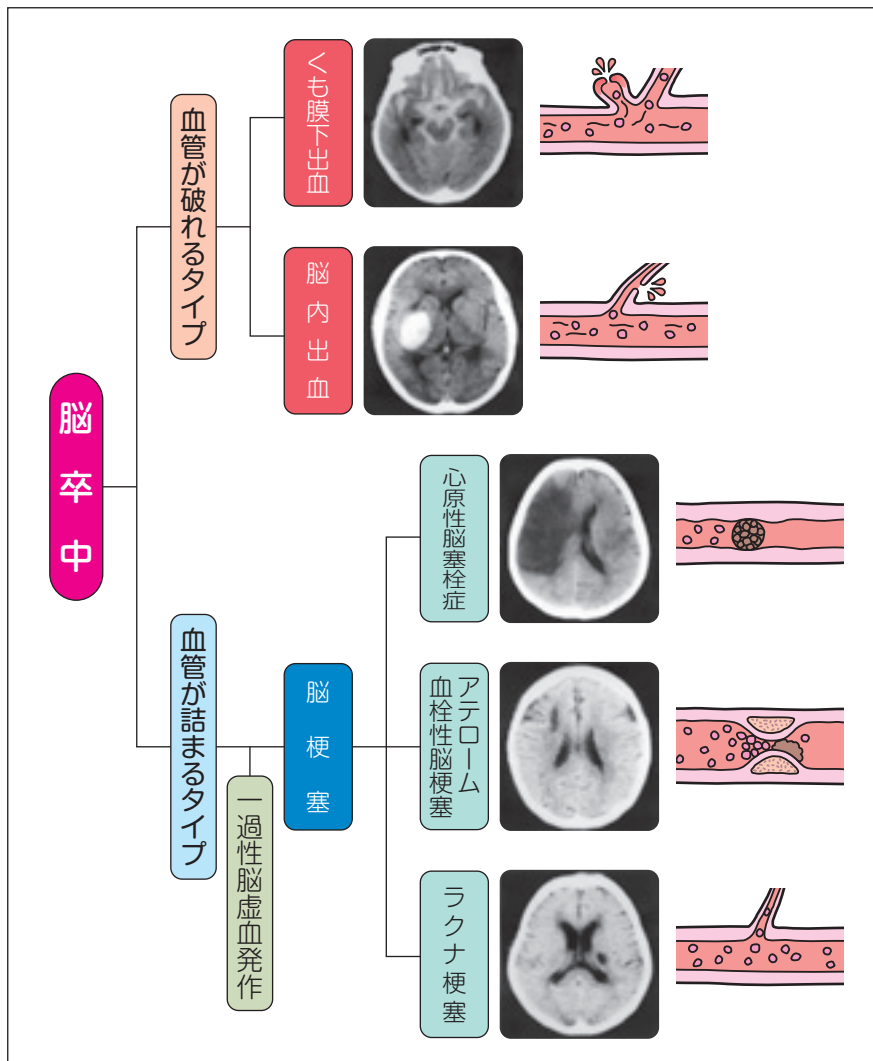 脳卒中
血管が破れるタイプ
くも膜下出血
脳内出血
血管が詰まるタイプ
一過性脳虚血発作
脳梗塞
心原性脳塞栓症
アテローム
血栓性脳梗塞
ラクナ梗塞